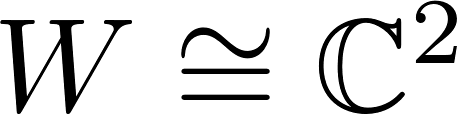 W ≅ ℂ²